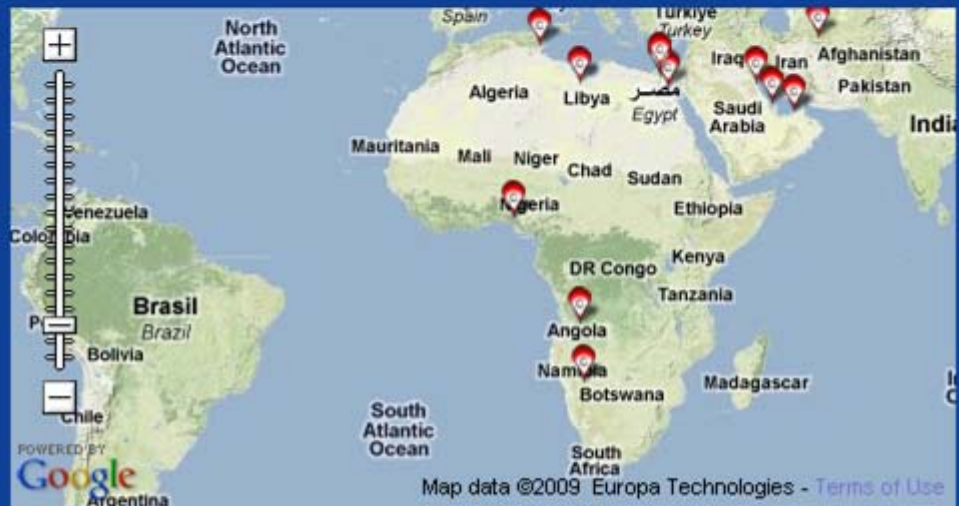 Spain
Türkiye
Turkey
North
Atlantic
Ocean
Iraq
Iran
Afghanistan
Pakistan
Algeria
Libya
مصر
Egypt
Saudi
Arabia
India
Mauritania
Mali
Niger
Chad
Sudan
Nigeria
Ethiopia
Venezuela
Colombia
DR Congo
Kenya
Tanzania
Brasil
Brazil
Angola
Bolivia
Namibia
Botswana
Madagascar
Chile
South
Atlantic
Ocean
South
Africa
POWERED BY
Google
Argentina
Map data ©2009 Europa Technologies - Terms of Use